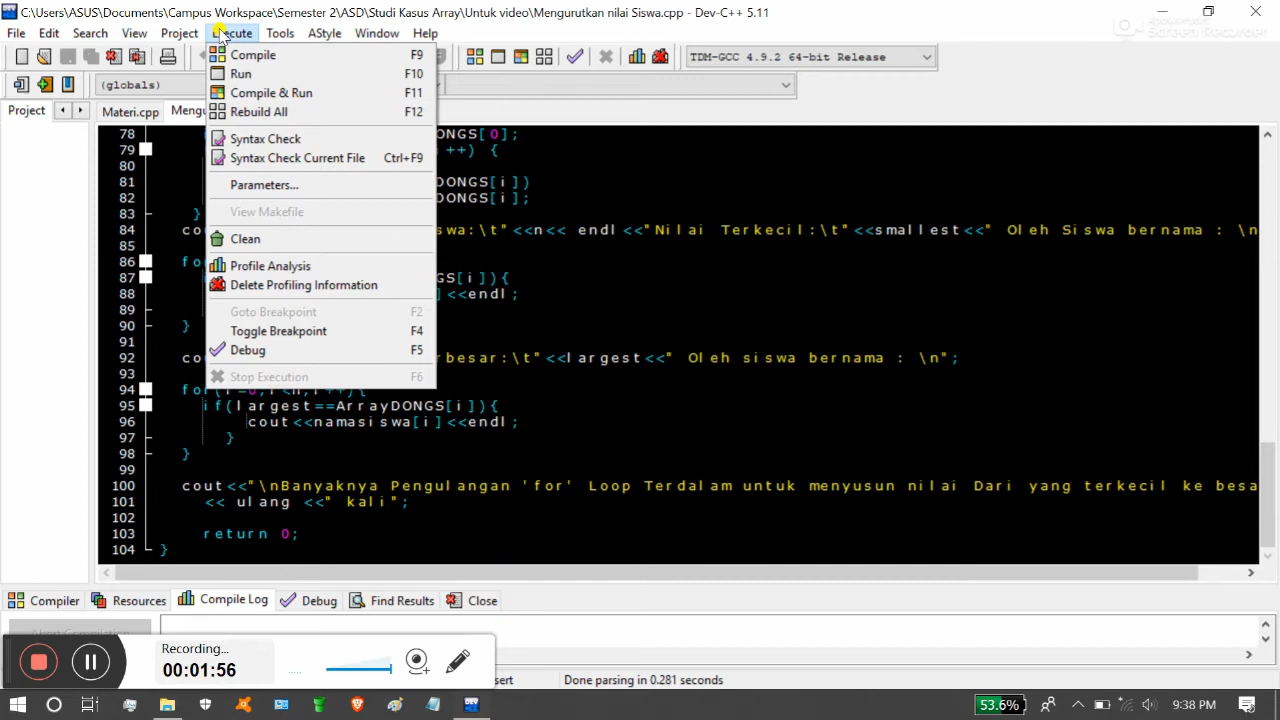 C:\Users\ASUS\Documents\Campus Workspace\Semester 2\ASD\Studi Kasus Array\Untuk video\Mengurutkan nilai Siswa.cpp - Dev-C++ 5.11
File Edit Search View Project Execute Tools AStyle Window Help
TDM-GCC 4.9.2 64-bit Release
(globals)
Project Materi.cpp Mengu
Compile F9
Run F10
Compile & Run F11
Rebuild All F12
Syntax Check
Syntax Check Current File Ctrl+F9
Parameters...
View Makefile
Clean
Profile Analysis
Delete Profiling Information
Goto Breakpoint F2
Toggle Breakpoint F4
Debug F5
Stop Execution F6
78 DONGS[0];
79 ++) {
80
81 DONGS[i])
82 DONGS[i];
83 }
84 co swa:\t"<<n<< endl <<"Nilai Terkecil:\t"<<smallest<<" Oleh Siswa bernama : \n
85
86 fo
87 GS[i]){
88 ]<<endl;
89
90 }
91
92 co besar:\t"<<largest<<" Oleh siswa bernama : \n";
93
94 for(i=0;i<n;i++){
95 if(largest==ArrayDONGS[i]){
96 cout<<namasiswa[i]<<endl;
97 }
98 }
99
100 cout<<"\nBanyaknya Pengulangan 'for' Loop Terdalam untuk menyusun nilai Dari yang terkecil ke besa
101 << ulang <<" kali";
102
103 return 0;
104 }
Compiler Resources Compile Log Debug Find Results Close
Abort Compilation
Recording...
00:01:56
sert Done parsing in 0.281 seconds
53.6% 9:38 PM